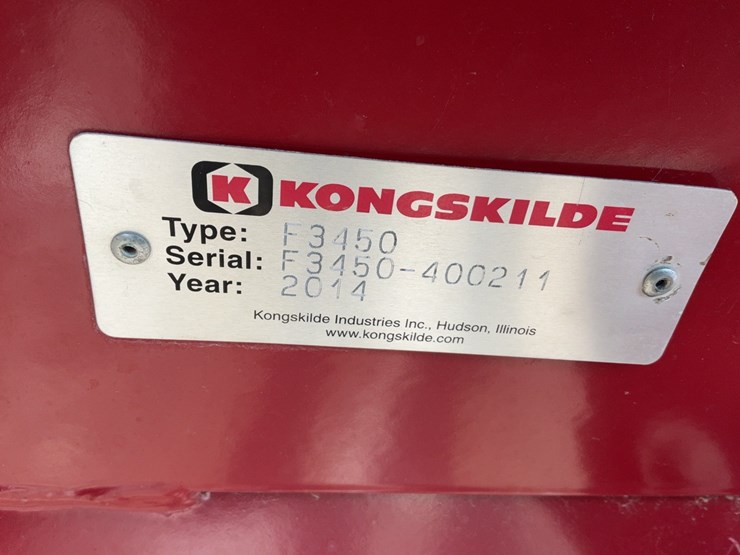 K KONGSKILDE
Type: F3450
Serial: F3450-400211
Year: 2014
Kongskilde Industries Inc., Hudson, Illinois
www.kongskilde.com